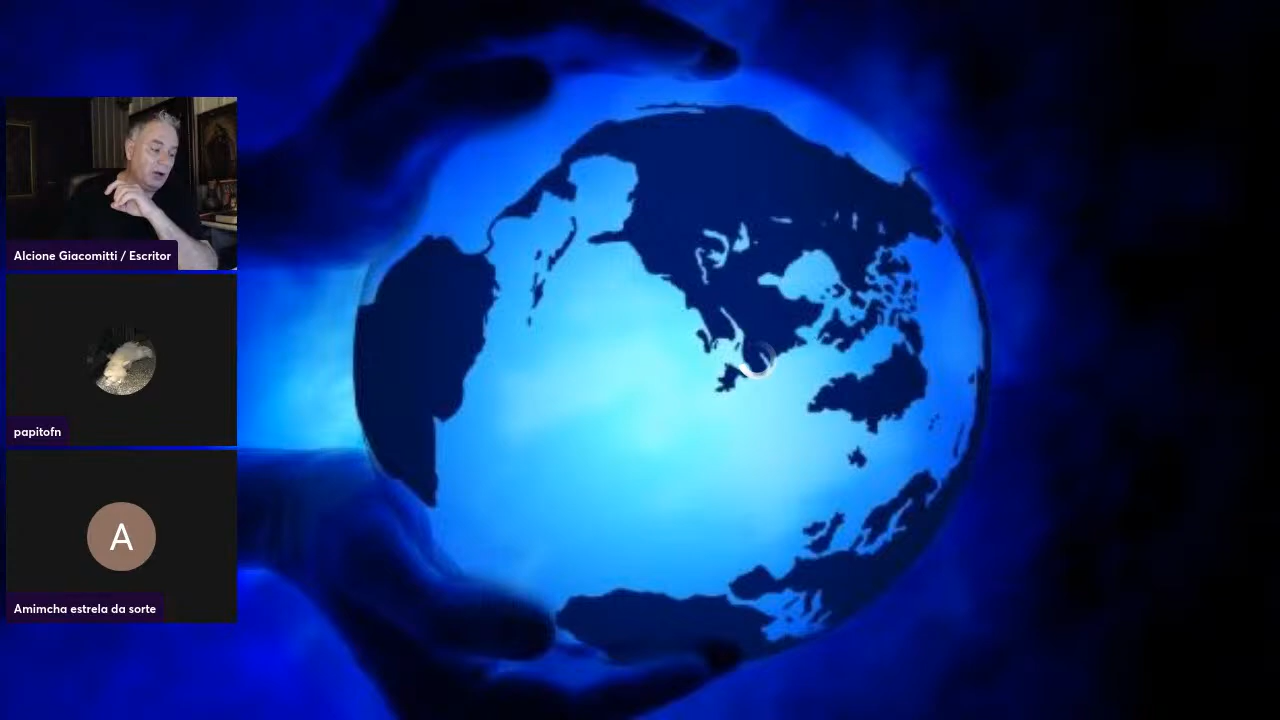 Alcione Giacomitti / Escritor
papitofn
A
Amimcha estrela da sorte